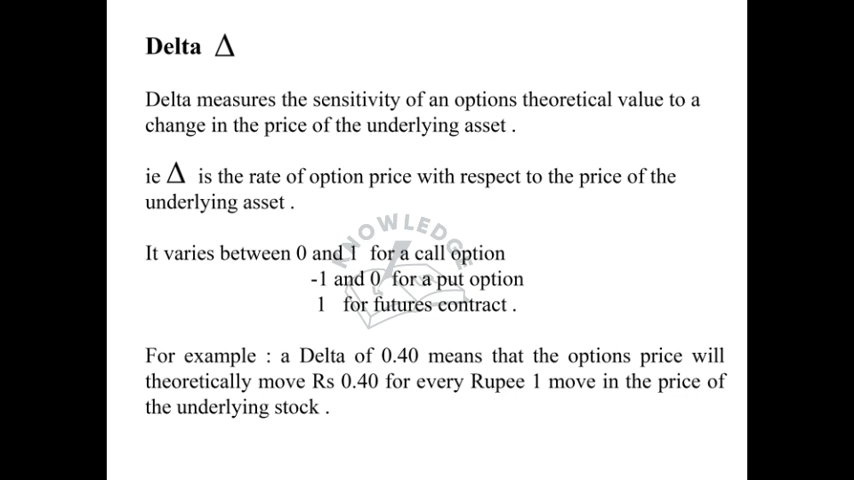 Delta Δ
Delta measures the sensitivity of an options theoretical value to a
change in the price of the underlying asset .
ie Δ is the rate of option price with respect to the price of the
underlying asset .
KNOWLEDGE
It varies between 0 and 1 for a call option
-1 and 0 for a put option
1 for futures contract .
For example : a Delta of 0.40 means that the options price will
theoretically move Rs 0.40 for every Rupee 1 move in the price of
the underlying stock .